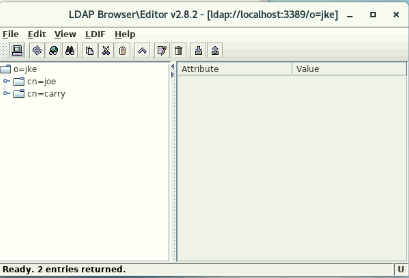 LDAP Browser\Editor v2.8.2 - [ldap://localhost:3389/o=jke]
File Edit View LDIF Help
o=jke
cn=joe
cn=carry
Attribute Value
Ready. 2 entries returned.
U